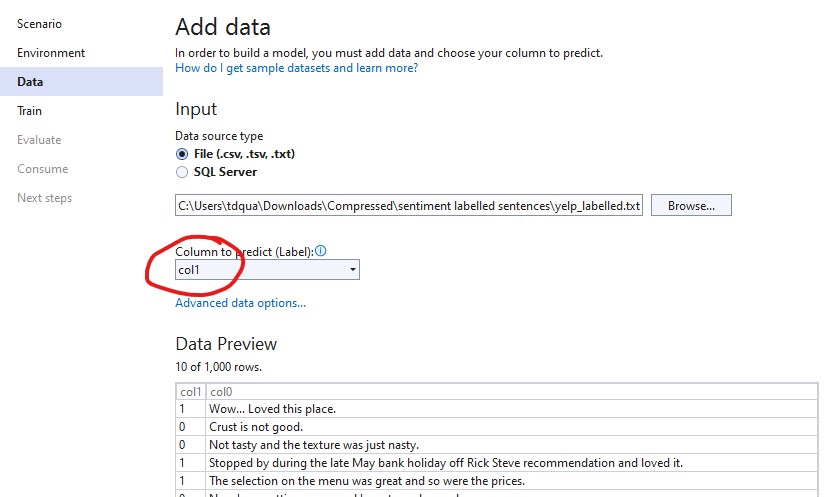 Scenario
Environment
Data
Train
Evaluate
Consume
Next steps
Add data
In order to build a model, you must add data and choose your column to predict.
How do I get sample datasets and learn more?
Input
Data source type
File (.csv, .tsv, .txt)
SQL Server
C:\Users\tdqua\Downloads\Compressed\sentiment labelled sentences\yelp_labelled.txt
Browse...
Column to predict (Label):
col1
Advanced data options...
Data Preview
10 of 1,000 rows.
col1 col0
1 Wow... Loved this place.
0 Crust is not good.
0 Not tasty and the texture was just nasty.
1 Stopped by during the late May bank holiday off Rick Steve recommendation and loved it.
1 The selection on the menu was great and so were the prices.